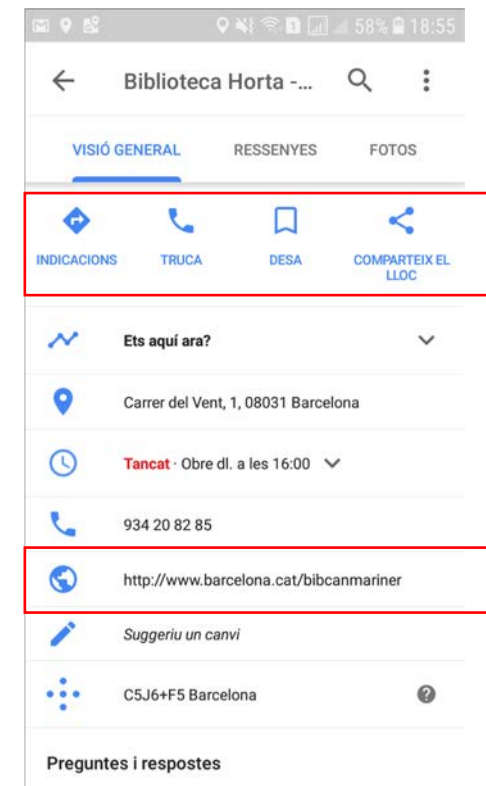 58% 18:55
Biblioteca Horta -...
VISIÓ GENERAL RESSENYES FOTOS
INDICACIONS TRUCA DESA COMPARTEIX EL
LLOC
Ets aquí ara?
Carrer del Vent, 1, 08031 Barcelona
Tancat · Obre dl. a les 16:00
934 20 82 85
http://www.barcelona.cat/bibcanmariner
Suggeriu un canvi
C5J6+F5 Barcelona
Preguntes i respostes